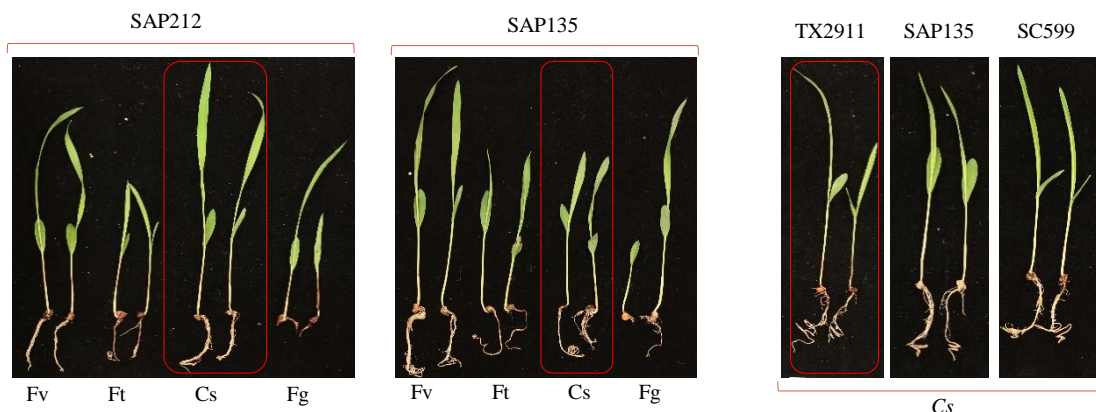 SAP212
SAP135
TX2911 SAP135 SC599
Fv Ft Cs Fg
Fv Ft Cs Fg
Cs